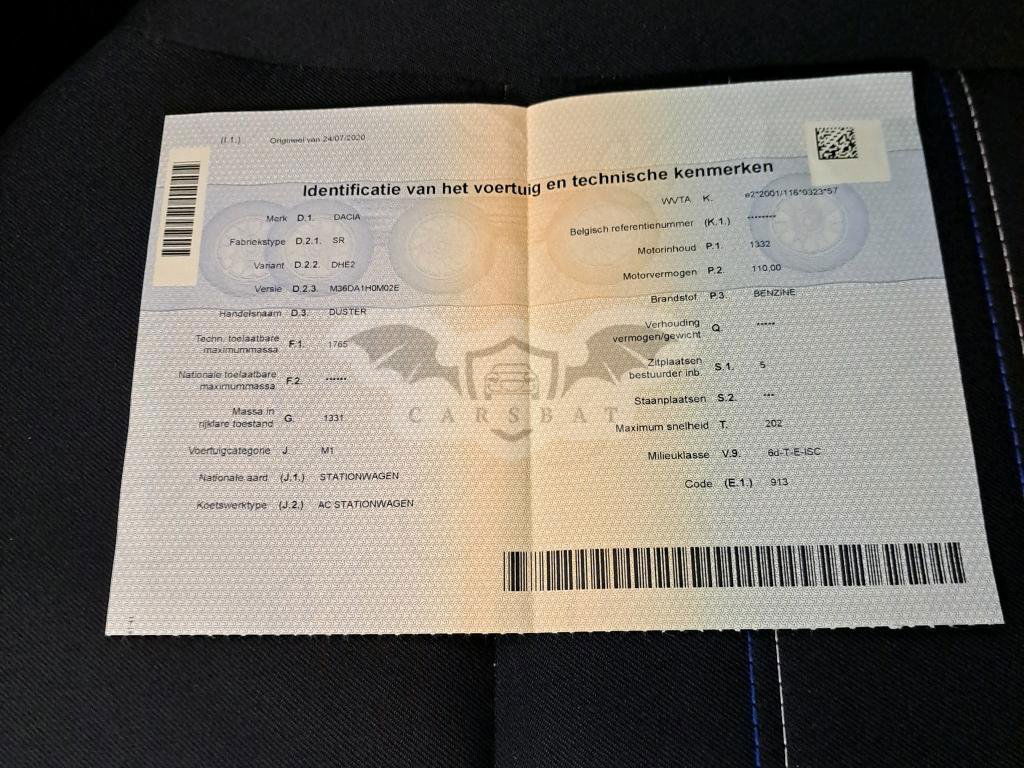 (I.1.) Origineel van 24/07/2020
Identificatie van het voertuig en technische kenmerken
Merk D.1. DACIA
Fabriekstype D.2.1. SR
Variant D.2.2. DHE2
Versie D.2.3. M36DA1H0M02E
Handelsnaam D.3. DUSTER
Techn. toelaatbare
maximummassa F.1. 1765
Nationale toelaatbare
maximummassa F.2. ******
Massa in
rijklare toestand G. 1331
Voertuigcategorie J. M1
Nationale aard (J.1.) STATIONWAGEN
Koetswerktype (J.2.) AC STATIONWAGEN
WVTA K. e2*2001/116*0323*57
Belgisch referentienummer (K.1.) ********
Motorinhoud P.1. 1332
Motorvermogen P.2. 110,00
Brandstof P.3. BENZINE
Verhouding
vermogen/gewicht Q. *****
Zitplaatsen
bestuurder inb. S.1. 5
Staanplaatsen S.2. ***
Maximum snelheid T. 202
Milieuklasse V.9. 6d-T-E-ISC
Code (E.1.) 913
CARSBAT